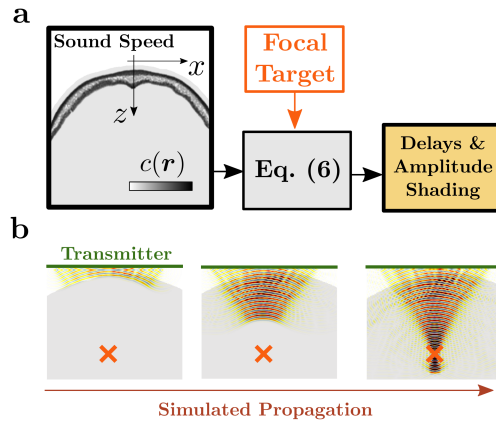 a
Sound Speed
x
z
c(r)
Focal
Target
Eq. (6)
Delays &
Amplitude
Shading
b
Transmitter
Simulated Propagation